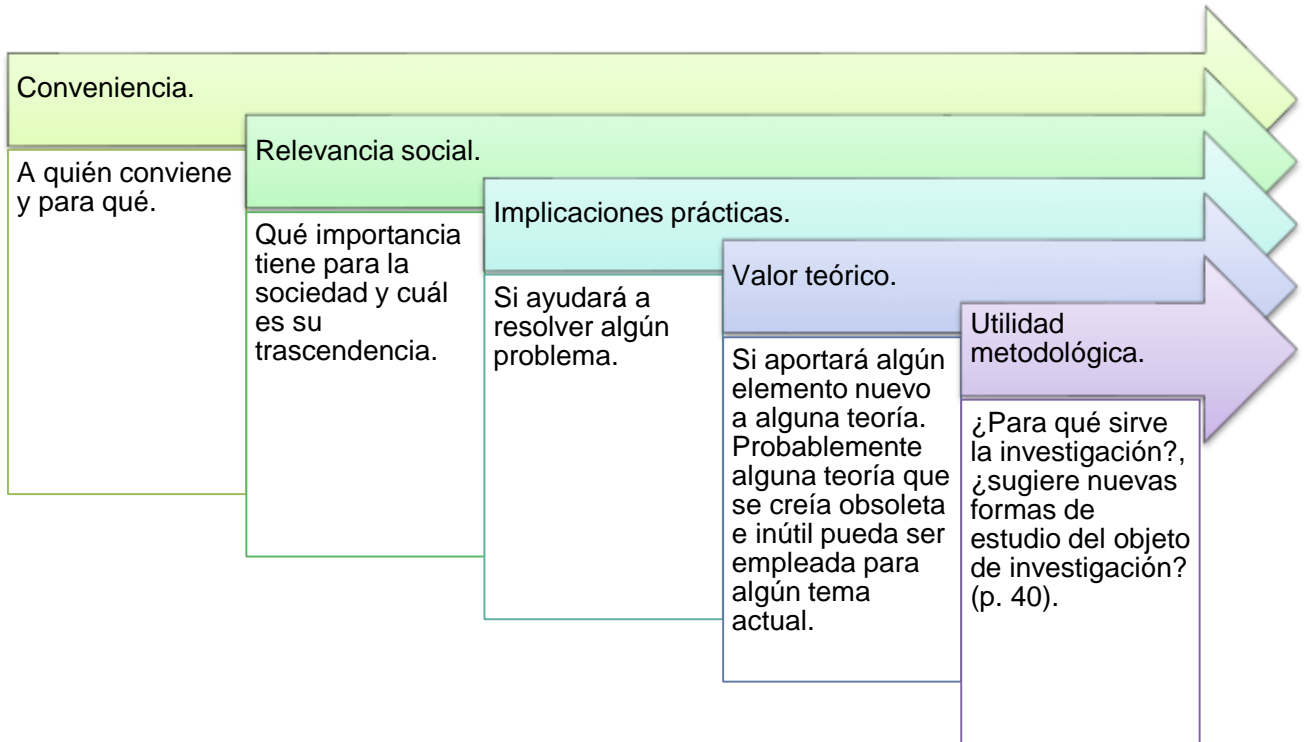 Conveniencia.
A quién conviene
y para qué.
Relevancia social.
Qué importancia
tiene para la
sociedad y cuál
es su
trascendencia.
Implicaciones prácticas.
Si ayudará a
resolver algún
problema.
Valor teórico.
Si aportará algún
elemento nuevo
a alguna teoría.
Probablemente
alguna teoría que
se creía obsoleta
e inútil pueda ser
empleada para
algún tema
actual.
Utilidad
metodológica.
¿Para qué sirve
la investigación?,
¿sugiere nuevas
formas de
estudio del objeto
de investigación?
(p. 40).